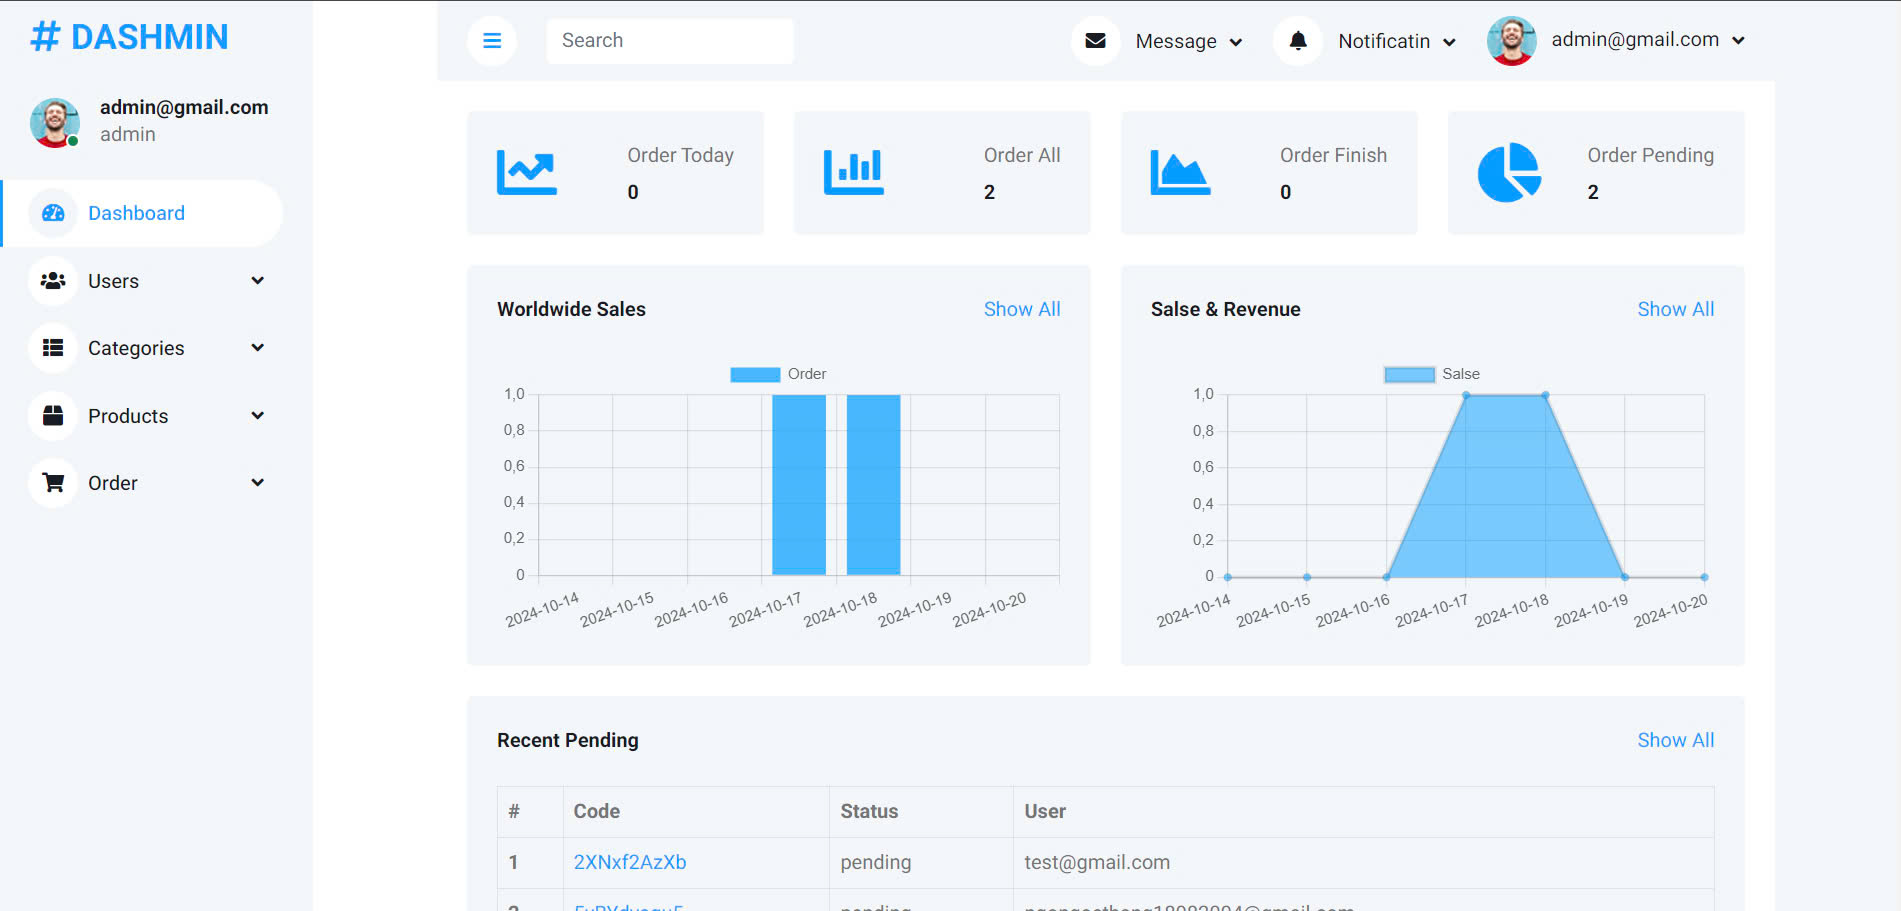 # DASHMIN
admin@gmail.com
admin
Dashboard
Users
Categories
Products
Order
Search
Message
Notificatin
admin@gmail.com
Order Today
0
Order All
2
Order Finish
0
Order Pending
2
Worldwide Sales
Show All
Order
1,0
0,8
0,6
0,4
0,2
0
2024-10-14
2024-10-15
2024-10-16
2024-10-17
2024-10-18
2024-10-19
2024-10-20
Salse & Revenue
Show All
Salse
1,0
0,8
0,6
0,4
0,2
0
2024-10-14
2024-10-15
2024-10-16
2024-10-17
2024-10-18
2024-10-19
2024-10-20
Recent Pending
Show All
# Code Status User
1 2XNxf2AzXb pending test@gmail.com
2 pending